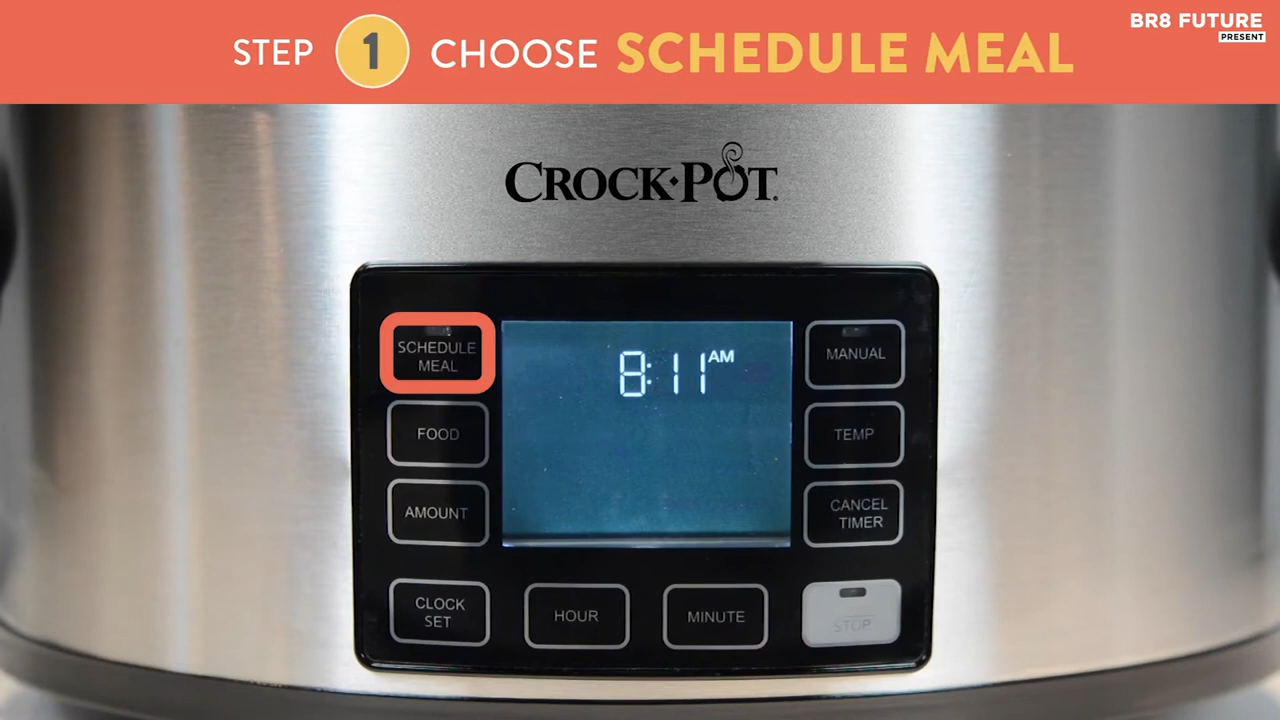 STEP 1 CHOOSE SCHEDULE MEAL
BR8 FUTURE
PRESENT
CROCK·POT
SCHEDULE
MEAL
8:11 AM
MANUAL
FOOD
TEMP
AMOUNT
CANCEL
TIMER
CLOCK
SET
HOUR
MINUTE
STOP